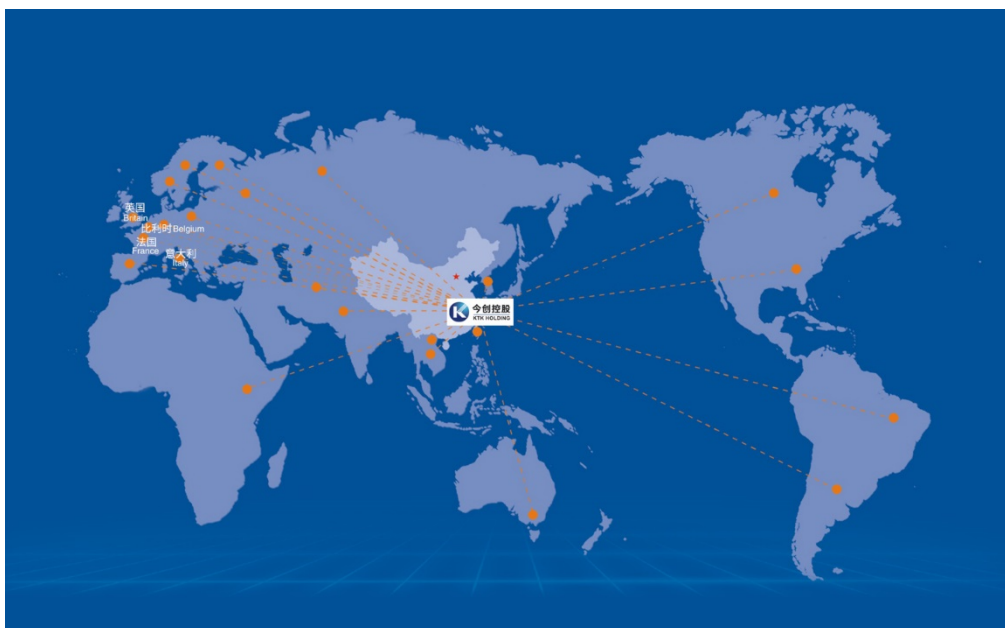 英国
Britain
比利时 Belgium
法国
France
意大利
Italy
K 今创控股
KTK HOLDING